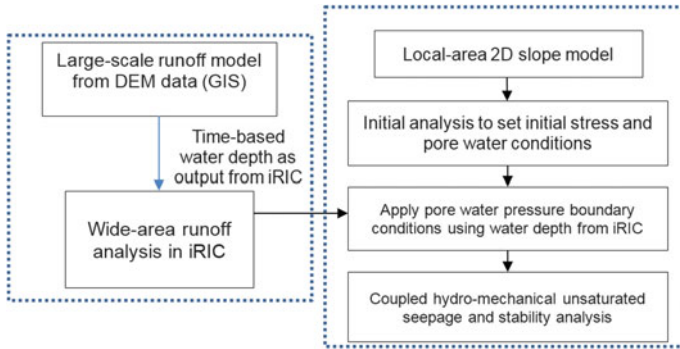 Large-scale runoff model
from DEM data (GIS)
Time-based
water depth as
output from iRIC
Wide-area runoff
analysis in iRIC
Local-area 2D slope model
Initial analysis to set initial stress and
pore water conditions
Apply pore water pressure boundary
conditions using water depth from iRIC
Coupled hydro-mechanical unsaturated
seepage and stability analysis